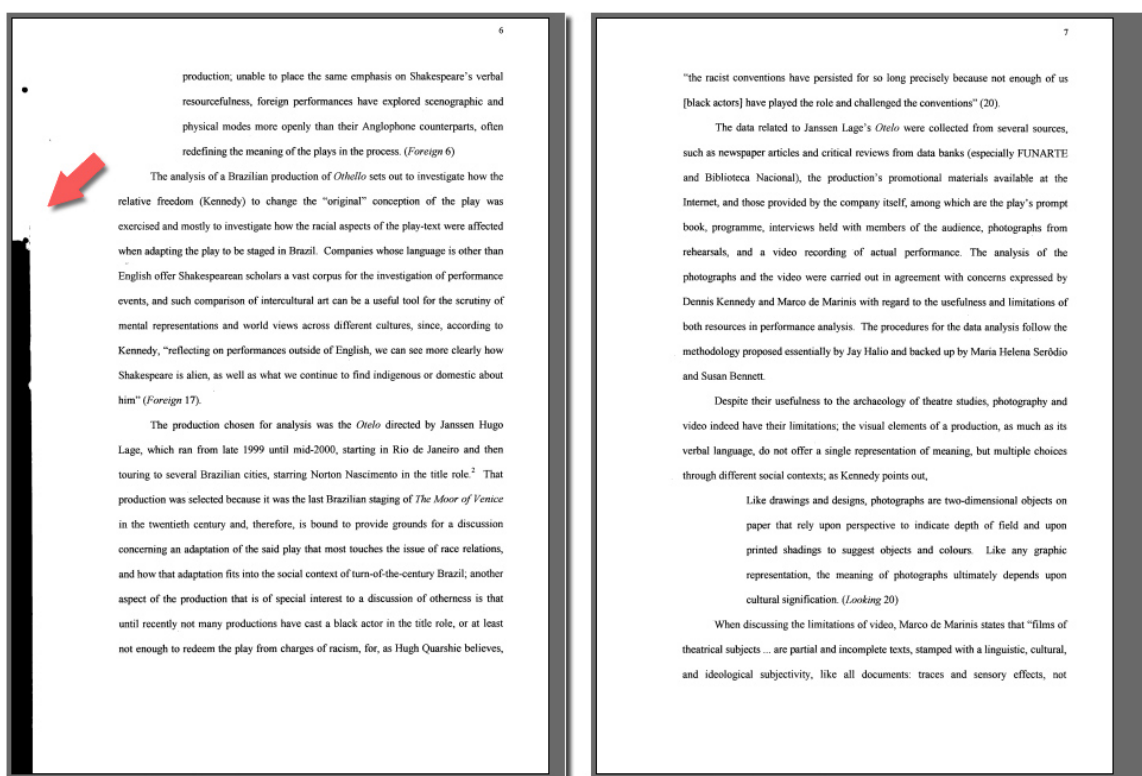 6
production; unable to place the same emphasis on Shakespeare's verbal
resourcefulness, foreign performances have explored scenographic and
physical modes more openly than their Anglophone counterparts, often
redefining the meaning of the plays in the process. (Foreign 6)
The analysis of a Brazilian production of Othello sets out to investigate how the
relative freedom (Kennedy) to change the "original" conception of the play was
exercised and mostly to investigate how the racial aspects of the play-text were affected
when adapting the play to be staged in Brazil. Companies whose language is other than
English offer Shakespearean scholars a vast corpus for the investigation of performance
events, and such comparison of intercultural art can be a useful tool for the scrutiny of
mental representations and world views across different cultures, since, according to
Kennedy, "reflecting on performances outside of English, we can see more clearly how
Shakespeare is alien, as well as what we continue to find indigenous or domestic about
him" (Foreign 17).
The production chosen for analysis was the Otelo directed by Janssen Hugo
Lage, which ran from late 1999 until mid-2000, starting in Rio de Janeiro and then
touring to several Brazilian cities, starring Norton Nascimento in the title role.2 That
production was selected because it was the last Brazilian staging of The Moor of Venice
in the twentieth century and, therefore, is bound to provide grounds for a discussion
concerning an adaptation of the said play that most touches the issue of race relations,
and how that adaptation fits into the social context of turn-of-the-century Brazil; another
aspect of the production that is of special interest to a discussion of otherness is that
until recently not many productions have cast a black actor in the title role, or at least
not enough to redeem the play from charges of racism, for, as Hugh Quarshie believes,
7
"the racist conventions have persisted for so long precisely because not enough of us
[black actors] have played the role and challenged the conventions" (20).
The data related to Janssen Lage's Otelo were collected from several sources,
such as newspaper articles and critical reviews from data banks (especially FUNARTE
and Biblioteca Nacional), the production's promotional materials available at the
Internet, and those provided by the company itself, among which are the play's prompt
book, programme, interviews held with members of the audience, photographs from
rehearsals, and a video recording of actual performance. The analysis of the
photographs and the video were carried out in agreement with concerns expressed by
Dennis Kennedy and Marco de Marinis with regard to the usefulness and limitations of
both resources in performance analysis. The procedures for the data analysis follow the
methodology proposed essentially by Jay Halio and backed up by Maria Helena Serôdio
and Susan Bennett.
Despite their usefulness to the archaeology of theatre studies, photography and
video indeed have their limitations; the visual elements of a production, as much as its
verbal language, do not offer a single representation of meaning, but multiple choices
through different social contexts; as Kennedy points out,
Like drawings and designs, photographs are two-dimensional objects on
paper that rely upon perspective to indicate depth of field and upon
printed shadings to suggest objects and colours. Like any graphic
representation, the meaning of photographs ultimately depends upon
cultural signification. (Looking 20)
When discussing the limitations of video, Marco de Marinis states that "films of
theatrical subjects ... are partial and incomplete texts, stamped with a linguistic, cultural,
and ideological subjectivity, like all documents: traces and sensory effects, not